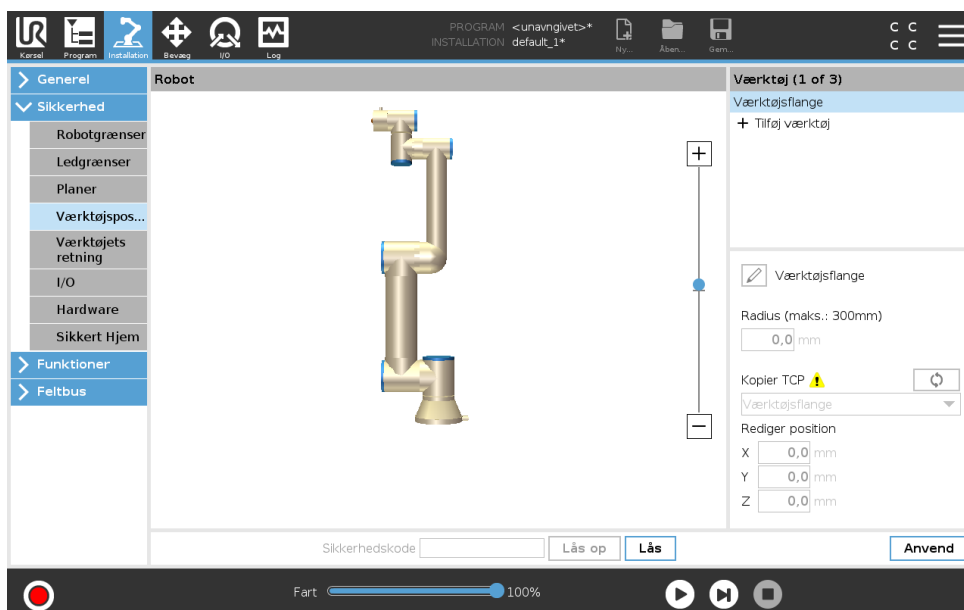 UR
Kørsel
Program
Installation
Bevæg
I/O
Log
PROGRAM <unavngivet>*
INSTALLATION default_1*
Ny...
Åben...
Gem...
C C
C C
Generel
Sikkerhed
Robotgrænser
Ledgrænser
Planer
Værktøjspos...
Værktøjets
retning
I/O
Hardware
Sikkert Hjem
Funktioner
Feltbus
Robot
+
−
Værktøj (1 of 3)
Værktøjsflange
+ Tilføj værktøj
Værktøjsflange
Radius (maks.: 300mm)
0,0 mm
Kopier TCP
Værktøjsflange
Rediger position
X 0,0 mm
Y 0,0 mm
Z 0,0 mm
Sikkerhedskode
Lås op
Lås
Anvend
Fart 100%